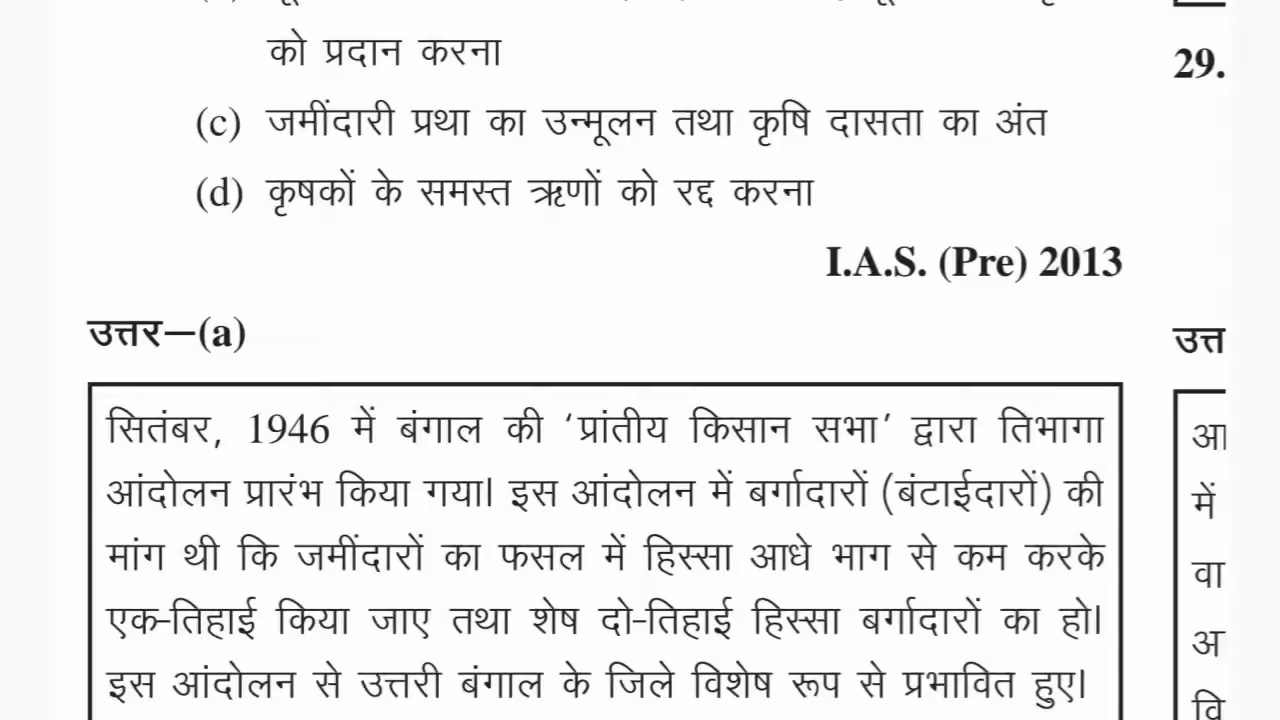 को प्रदान करना
(c) जमींदारी प्रथा का उन्मूलन तथा कृषि दासता का अंत
(d) कृषकों के समस्त ऋणों को रद्द करना
I.A.S. (Pre) 2013
उत्तर—(a)
सितंबर, 1946 में बंगाल की ‘प्रांतीय किसान सभा’ द्वारा तिभागा
आंदोलन प्रारंभ किया गया। इस आंदोलन में बर्गादारों (बंटाईदारों) की
मांग थी कि जमींदारों का फसल में हिस्सा आधे भाग से कम करके
एक-तिहाई किया जाए तथा शेष दो-तिहाई हिस्सा बर्गादारों का हो।
इस आंदोलन से उत्तरी बंगाल के जिले विशेष रूप से प्रभावित हुए।
29.
उत्त
आ
में
वा
अ
वि